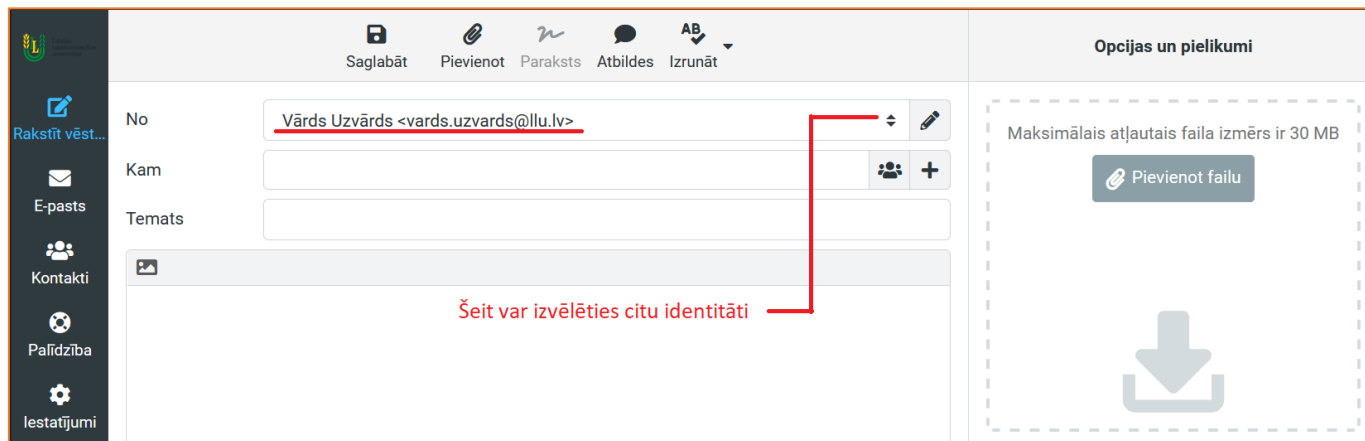 Saglabāt
Pievienot
Paraksts
Atbildes
AB
Izrunāt
Opcijas un pielikumi
Rakstīt vēst...
E-pasts
Kontakti
Palīdzība
Iestatījumi
No
Vārds Uzvārds <vards.uzvards@llu.lv>
Kam
Temats
Šeit var izvēlēties citu identitāti
Maksimālais atļautais faila izmērs ir 30 MB
Pievienot failu